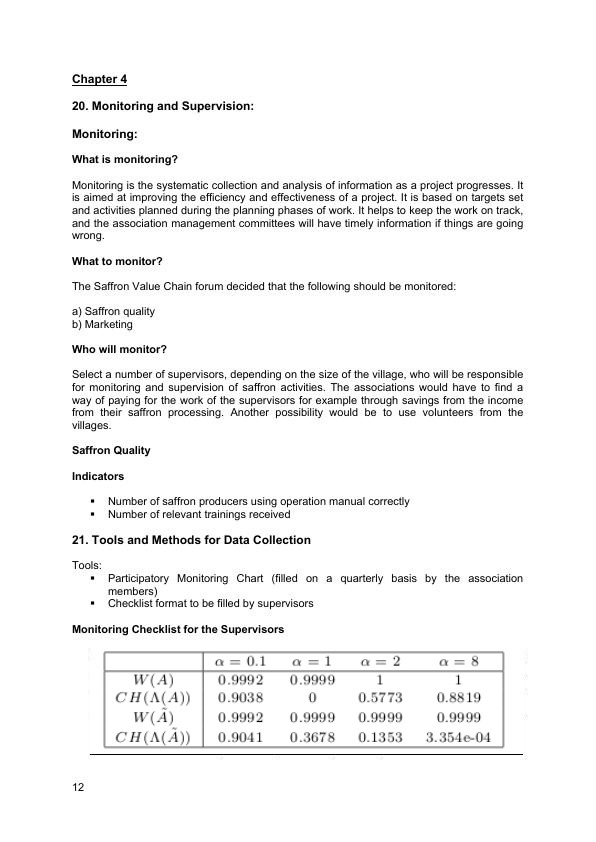 Chapter 4
20. Monitoring and Supervision:
Monitoring:
What is monitoring?
Monitoring is the systematic collection and analysis of information as a project progresses. It
is aimed at improving the efficiency and effectiveness of a project. It is based on targets set
and activities planned during the planning phases of work. It helps to keep the work on track,
and the association management committees will have timely information if things are going
wrong.
What to monitor?
The Saffron Value Chain forum decided that the following should be monitored:
a) Saffron quality
b) Marketing
Who will monitor?
Select a number of supervisors, depending on the size of the village, who will be responsible
for monitoring and supervision of saffron activities. The associations would have to find a
way of paying for the work of the supervisors for example through savings from the income
from their saffron processing. Another possibility would be to use volunteers from the
villages.
Saffron Quality
Indicators
▪ Number of saffron producers using operation manual correctly
▪ Number of relevant trainings received
21. Tools and Methods for Data Collection
Tools:
▪ Participatory Monitoring Chart (filled on a quarterly basis by the association
members)
▪ Checklist format to be filled by supervisors
Monitoring Checklist for the Supervisors
α = 0.1 α = 1 α = 2 α = 8
W(A) 0.9992 0.9999 1 1
CH(Λ(A)) 0.9038 0 0.5773 0.8819
W(Ã) 0.9992 0.9999 0.9999 0.9999
CH(Λ(Ã)) 0.9041 0.3678 0.1353 3.354e-04
12